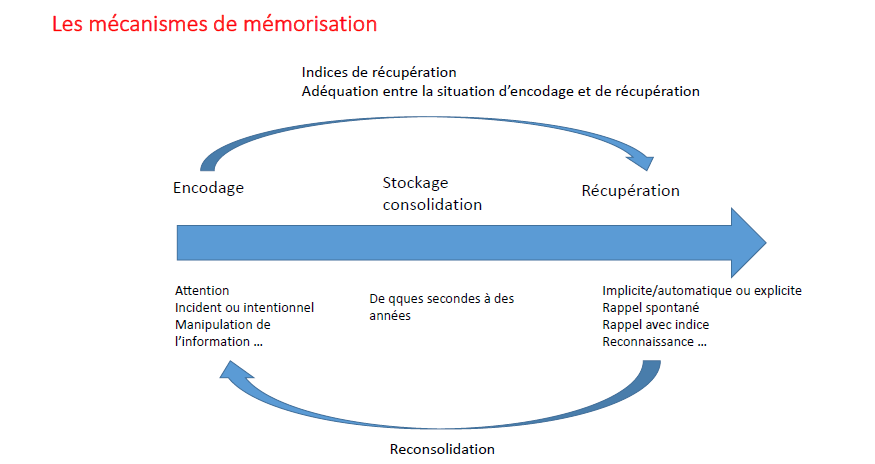 Les mécanismes de mémorisation
Indices de récupération
Adéquation entre la situation d’encodage et de récupération
Encodage
Stockage
consolidation
Récupération
Attention
Incident ou intentionnel
Manipulation de
l’information ...
De qques secondes à des
années
Implicite/automatique ou explicite
Rappel spontané
Rappel avec indice
Reconnaissance ...
Reconsolidation